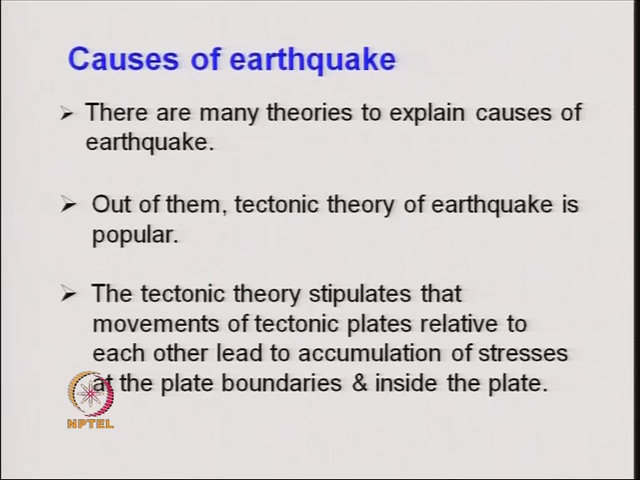 Causes of earthquake
➢ There are many theories to explain causes of
earthquake.
➢ Out of them, tectonic theory of earthquake is
popular.
➢ The tectonic theory stipulates that
movements of tectonic plates relative to
each other lead to accumulation of stresses
at the plate boundaries & inside the plate.
NPTEL